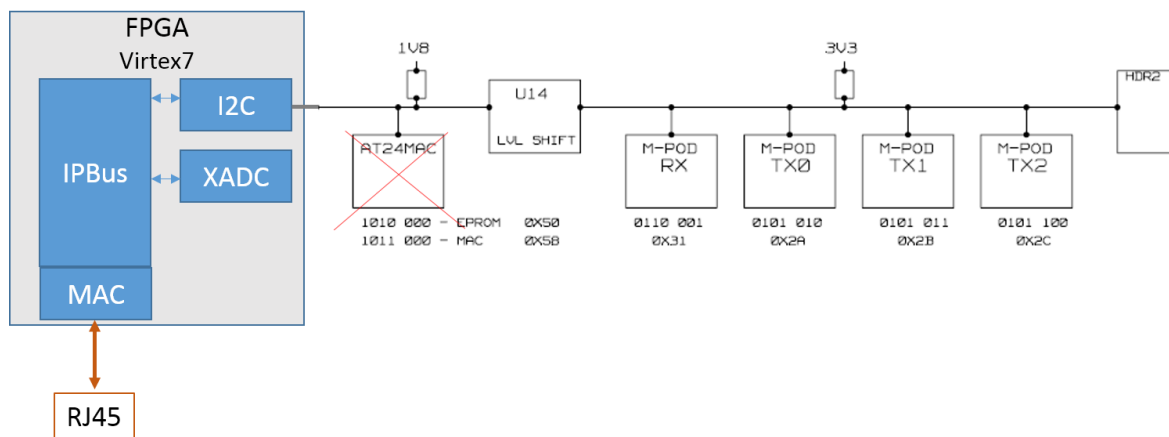 FPGA
Virtex7
IPBus
I2C
XADC
MAC
RJ45
1V8
AT24MAC
1010 000 - EPROM 0X50
1011 000 - MAC 0X58
U14
LVL SHIFT
3V3
M-POD
RX
0110 001
0X31
M-POD
TX0
0101 010
0X2A
M-POD
TX1
0101 011
0X2B
M-POD
TX2
0101 100
0X2C
HDR2